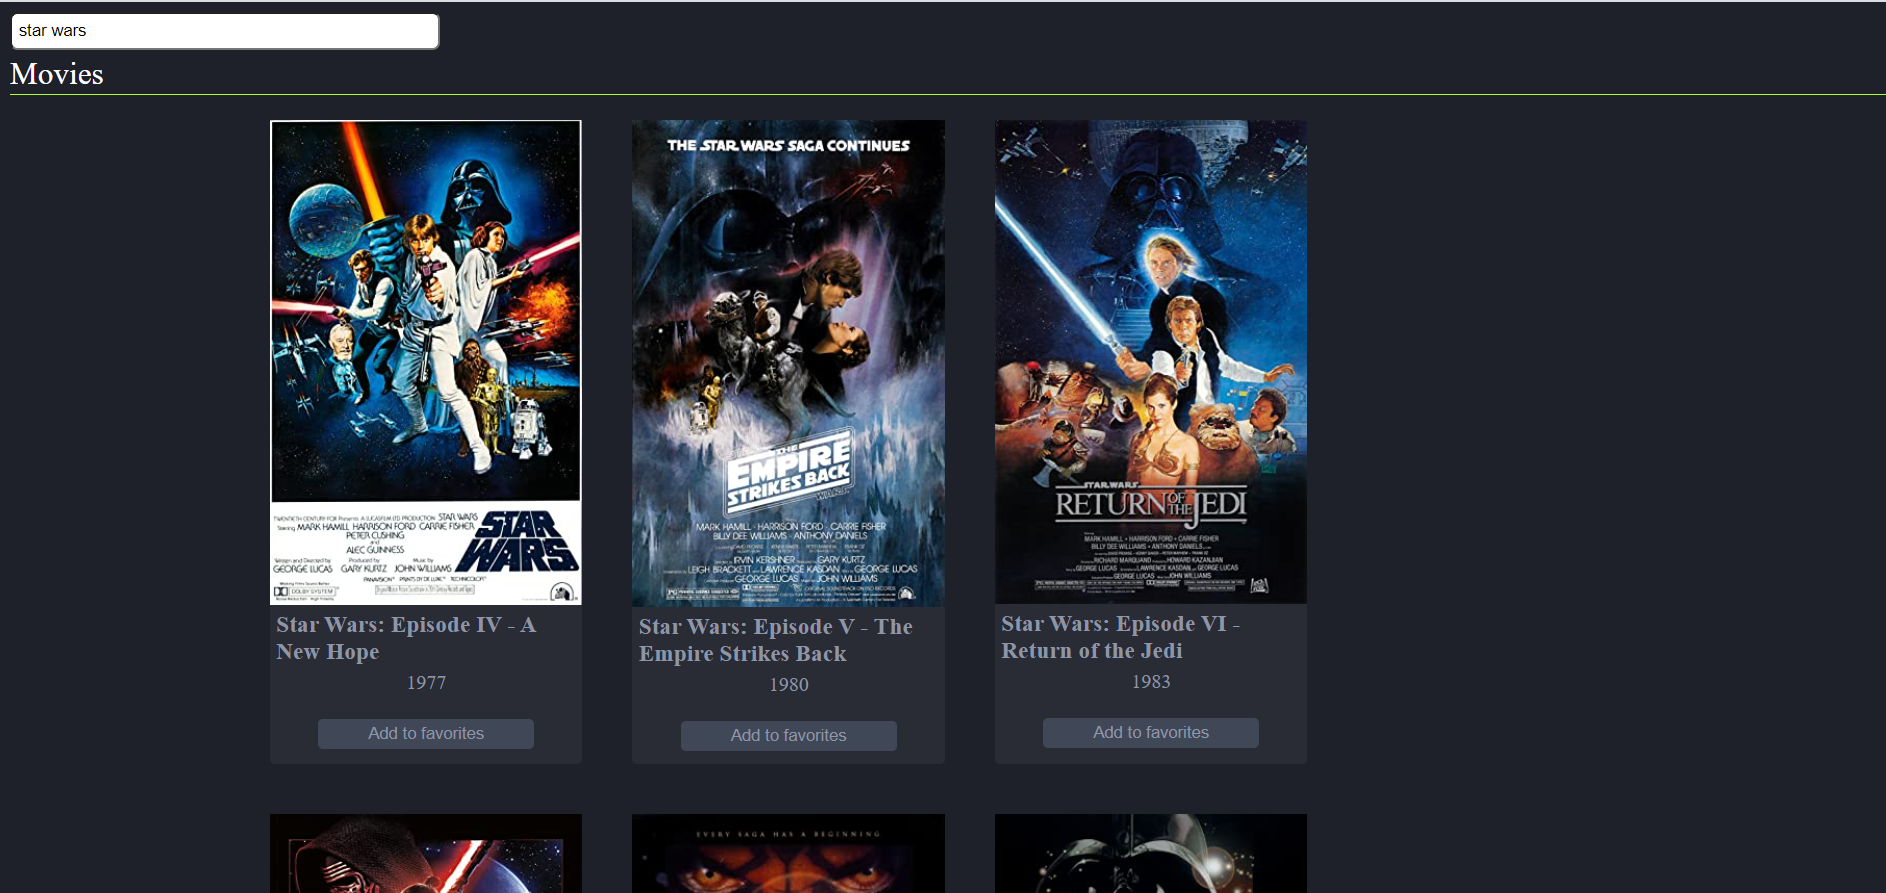 star wars
Movies
STAR WARS
TWENTIETH CENTURY-FOX Presents A LUCASFILM LTD PRODUCTION STAR WARS
Starring MARK HAMILL HARRISON FORD CARRIE FISHER
PETER CUSHING
and
ALEC GUINNESS
Written and Directed by
GEORGE LUCAS
Produced by
GARY KURTZ
Music by
JOHN WILLIAMS
PANAVISION PRINTS BY DE LUXE TECHNICOLOR
DOLBY SYSTEM
Star Wars: Episode IV - A
New Hope
1977
Add to favorites
THE STAR WARS SAGA CONTINUES
THE
EMPIRE
STRIKES BACK
MARK HAMILL · HARRISON FORD · CARRIE FISHER
BILLY DEE WILLIAMS · ANTHONY DANIELS
IRVIN KERSHNER GARY KURTZ
LEIGH BRACKETT LAWRENCE KASDAN GEORGE LUCAS
GEORGE LUCAS JOHN WILLIAMS
PG
Star Wars: Episode V - The
Empire Strikes Back
1980
Add to favorites
STAR WARS
RETURN OF THE JEDI
MARK HAMILL · HARRISON FORD · CARRIE FISHER
BILLY DEE WILLIAMS · ANTHONY DANIELS
RICHARD MARQUAND HOWARD KAZANJIAN
GEORGE LUCAS LAWRENCE KASDAN GEORGE LUCAS
GEORGE LUCAS JOHN WILLIAMS
Star Wars: Episode VI -
Return of the Jedi
1983
Add to favorites
EVERY SAGA HAS A BEGINNING